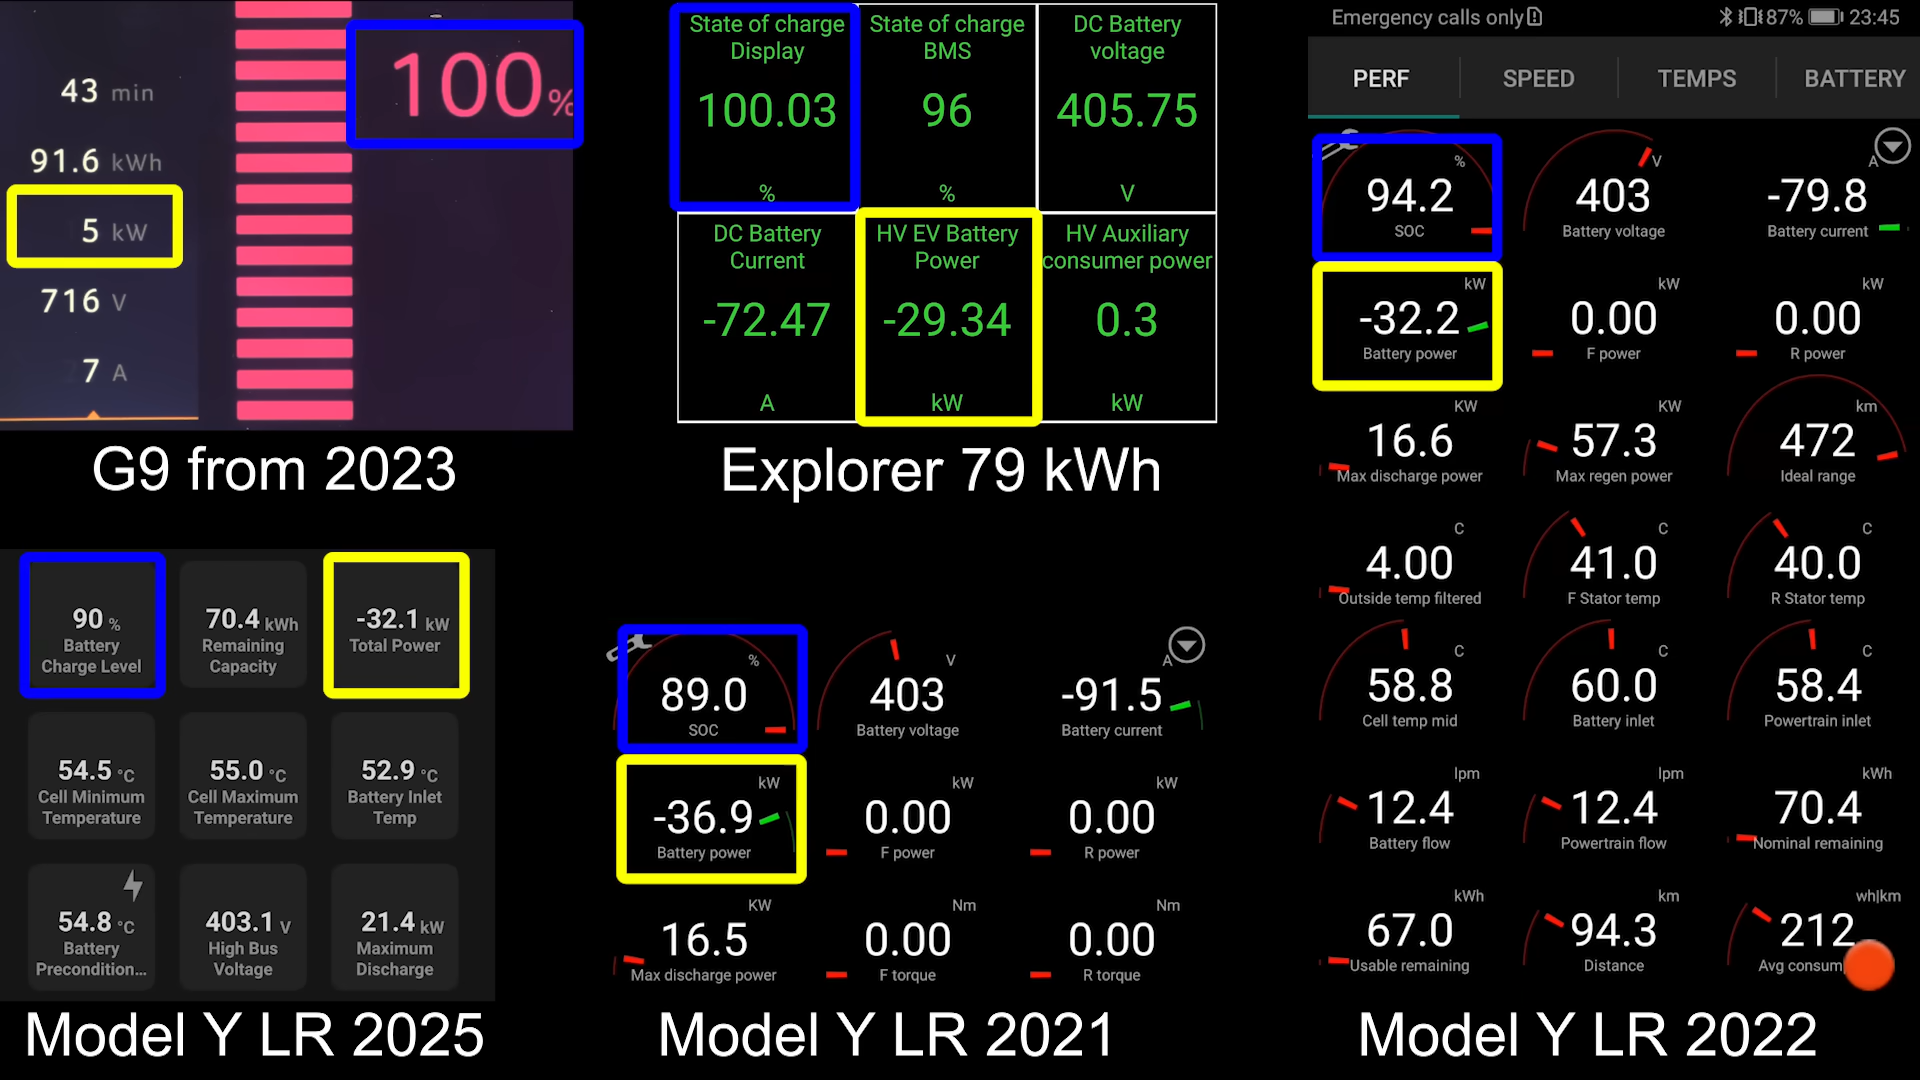 43 min
91.6 kWh
5 kW
716 V
7 A
100%
G9 from 2023
State of charge Display
100.03
%
State of charge BMS
96
%
DC Battery voltage
405.75
V
DC Battery Current
-72.47
A
HV EV Battery Power
-29.34
kW
HV Auxiliary consumer power
0.3
kW
Explorer 79 kWh
Emergency calls only
87% 23:45
PERF SPEED TEMPS BATTERY
%
94.2
SOC
V
403
Battery voltage
A
-79.8
Battery current
kW
-32.2
Battery power
kW
0.00
F power
kW
0.00
R power
KW
16.6
Max discharge power
KW
57.3
Max regen power
km
472
Ideal range
C
4.00
Outside temp filtered
C
41.0
F Stator temp
C
40.0
R Stator temp
C
58.8
Cell temp mid
C
60.0
Battery inlet
C
58.4
Powertrain inlet
lpm
12.4
Battery flow
lpm
12.4
Powertrain flow
kWh
70.4
Nominal remaining
kWh
67.0
Usable remaining
km
94.3
Distance
wh|km
212
Avg consum
Model Y LR 2022
90 %
Battery
Charge Level
70.4 kWh
Remaining
Capacity
-32.1 kW
Total Power
54.5 °C
Cell Minimum
Temperature
55.0 °C
Cell Maximum
Temperature
52.9 °C
Battery Inlet
Temp
54.8 °C
Battery
Precondition...
403.1 V
High Bus
Voltage
21.4 kW
Maximum
Discharge
Model Y LR 2025
%
89.0
SOC
V
403
Battery voltage
A
-91.5
Battery current
kW
-36.9
Battery power
kW
0.00
F power
kW
0.00
R power
KW
16.5
Max discharge power
Nm
0.00
F torque
Nm
0.00
R torque
Model Y LR 2021